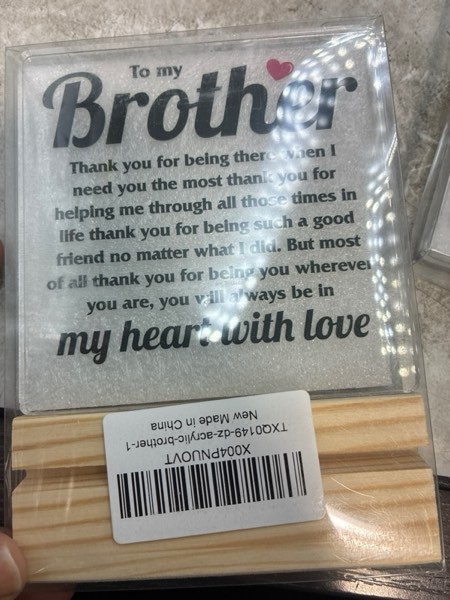 To my
Brother
Thank you for being there when I
need you the most thank you for
helping me through all those times in
life thank you for being such a good
friend no matter what I did. But most
of all thank you for being you wherever
you are, you will always be in
my heart with love
X004PNUOVT
TXQ0149-dz-acrylic-brother-1
New Made in China